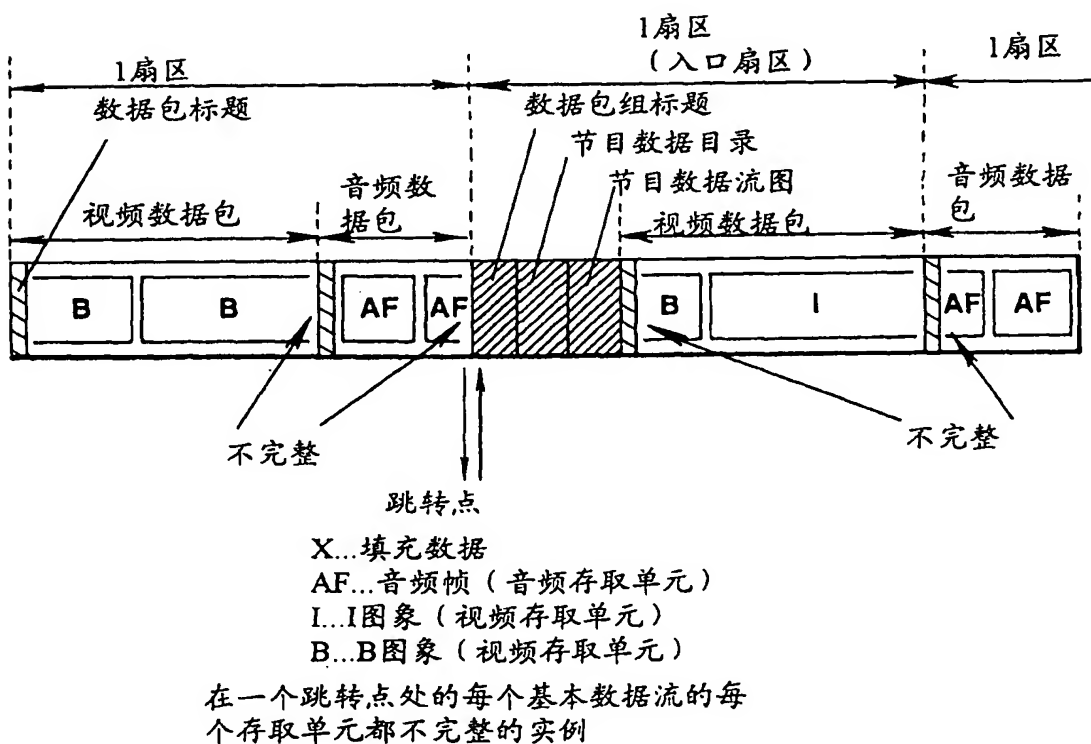 1扇区
1扇区
（入口扇区）
1扇区
数据包标题
数据包组标题
节目数据目录
节目数据流图
视频数据包
音频数
据包
视频数据包
音频数据
包
B
B
AF
AF
B
I
AF
AF
不完整
不完整
跳转点
X...填充数据
AF...音频帧（音频存取单元）
I...I图象（视频存取单元）
B...B图象（视频存取单元）
在一个跳转点处的每个基本数据流的每
个存取单元都不完整的实例